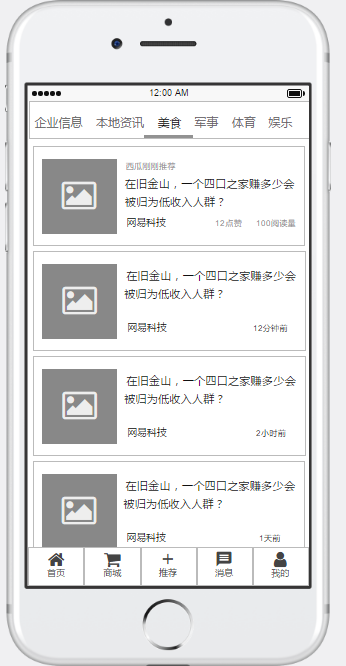 12:00 AM
企业信息 本地资讯 美食 军事 体育 娱乐
西瓜刚刚推荐
在旧金山，一个四口之家赚多少会
被归为低收入人群？
网易科技 12点赞 100阅读量
在旧金山，一个四口之家赚多少会
被归为低收入人群？
网易科技 12分钟前
在旧金山，一个四口之家赚多少会
被归为低收入人群？
网易科技 2小时前
在旧金山，一个四口之家赚多少会
被归为低收入人群？
网易科技 1天前
首页 商城 推荐 消息 我的